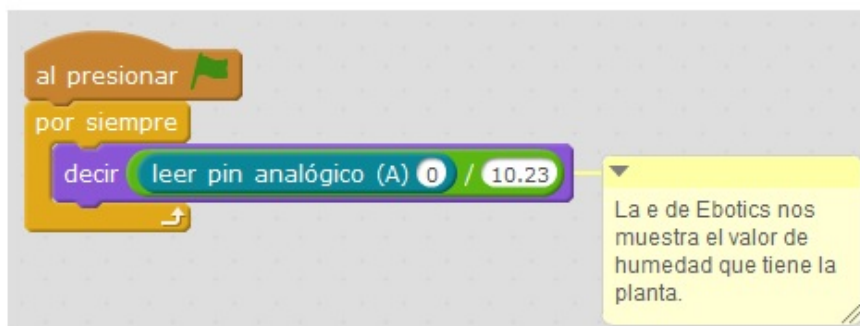 al presionar
por siempre
decir leer pin analógico (A) 0 / 10.23
La e de Ebotics nos
muestra el valor de
humedad que tiene la
planta.